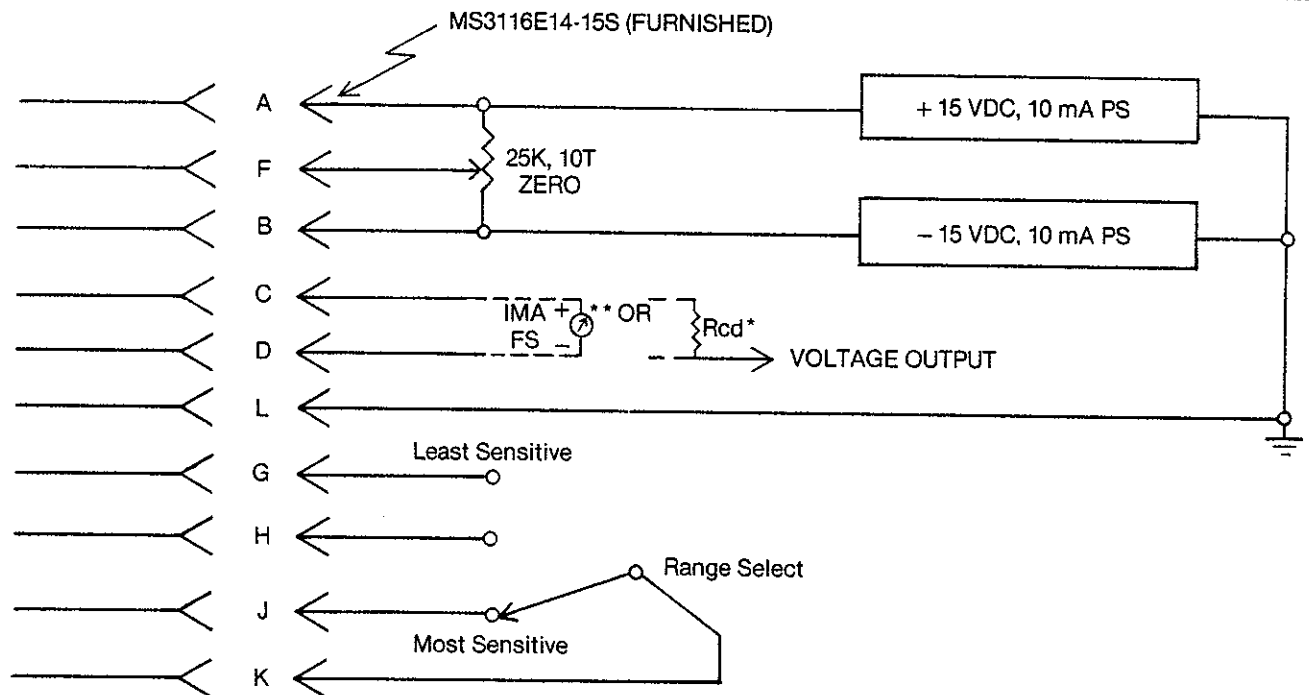 MS3116E14-15S (FURNISHED)
A
+ 15 VDC, 10 mA PS
F
25K, 10T
ZERO
B
– 15 VDC, 10 mA PS
C
IMA + ** OR
Rcd*
FS –
D
VOLTAGE OUTPUT
L
Least Sensitive
G
H
Range Select
J
Most Sensitive
K